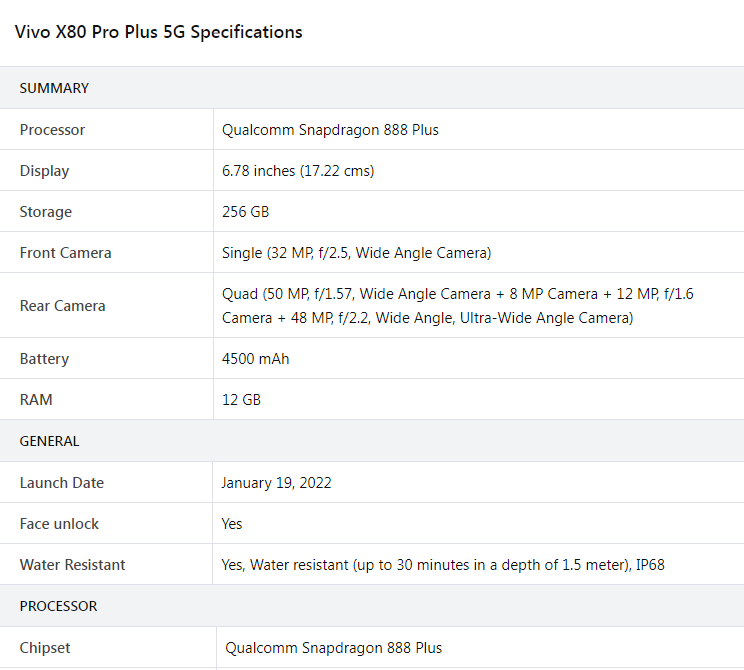 Vivo X80 Pro Plus 5G Specifications
SUMMARY
Processor Qualcomm Snapdragon 888 Plus
Display 6.78 inches (17.22 cms)
Storage 256 GB
Front Camera Single (32 MP, f/2.5, Wide Angle Camera)
Rear Camera Quad (50 MP, f/1.57, Wide Angle Camera + 8 MP Camera + 12 MP, f/1.6
Camera + 48 MP, f/2.2, Wide Angle, Ultra-Wide Angle Camera)
Battery 4500 mAh
RAM 12 GB
GENERAL
Launch Date January 19, 2022
Face unlock Yes
Water Resistant Yes, Water resistant (up to 30 minutes in a depth of 1.5 meter), IP68
PROCESSOR
Chipset Qualcomm Snapdragon 888 Plus